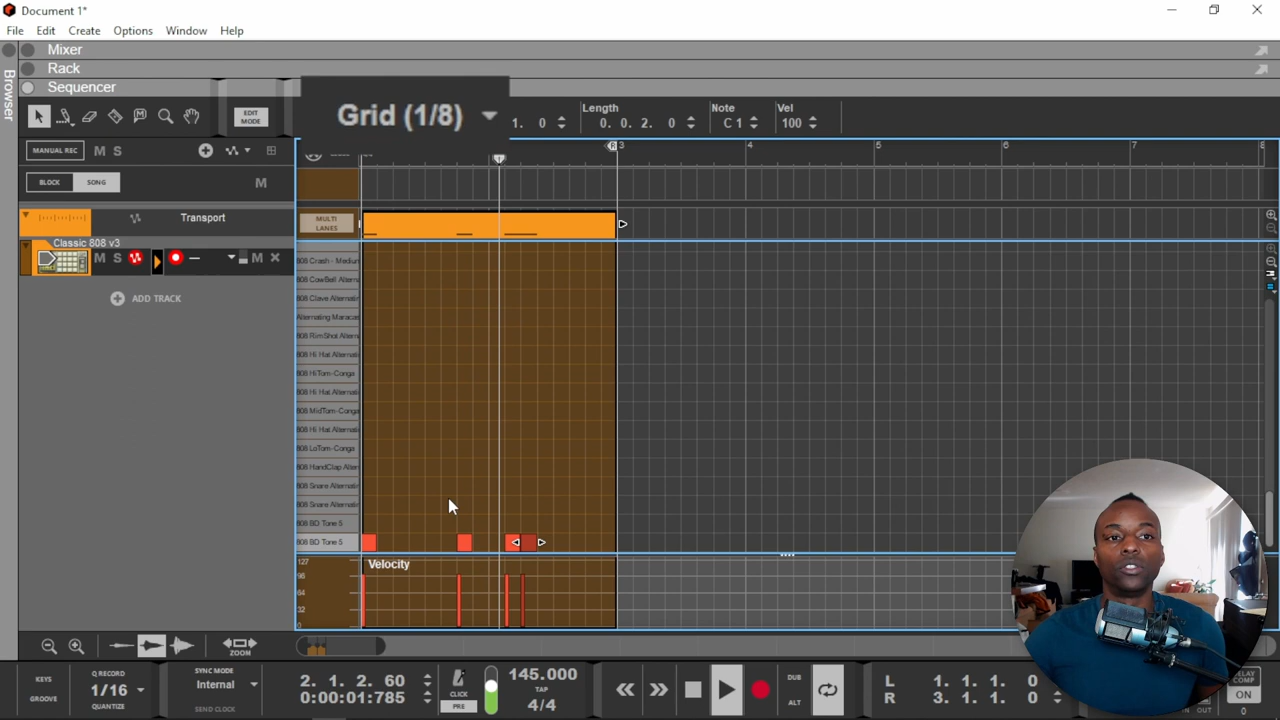 Document 1*
File Edit Create Options Window Help
Browser
Mixer
Rack
Sequencer
EDIT MODE
Grid (1/8)
1. 0
Length
0. 0. 2. 0
Note
C 1
Vel
100
MANUAL REC M S
BLOCK SONG M
Transport
Classic 808 v3
M S M
ADD TRACK
3 4 5 6 7 8
MULTI LANES
808 Crash - Medium
808 CowBell Altern
808 Clave Alternati
Alternating Maracas
808 RimShot Altern
808 Hi Hat Alternati
808 HiTom-Conga
808 Hi Hat Alternati
808 MidTom-Conga
808 Hi Hat Alternati
808 LoTom-Conga
808 HandClap Alter
808 Snare Alternatir
808 Snare Alternatir
808 BD Tone 5
808 BD Tone 5
Velocity
127
96
64
32
0
ZOOM
KEYS
GROOVE
Q RECORD
1/16
QUANTIZE
SYNC MODE
Internal
SEND CLOCK
2. 1. 2. 60
0:00:01:785
CLICK
PRE
145.000
TAP
4/4
DUB
ALT
L 1. 1. 1. 0
R 3. 1. 1. 0
DELAY COMP
ON
0